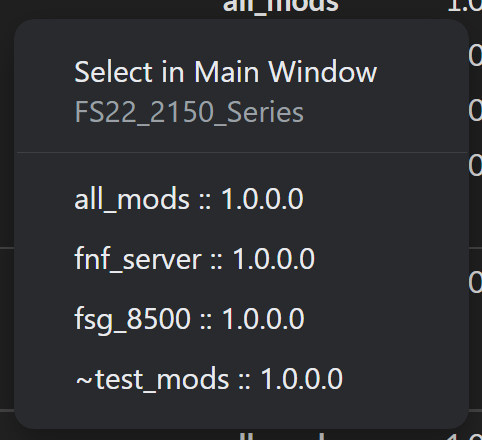 all_mods
Select in Main Window
FS22_2150_Series
all_mods :: 1.0.0.0
fnf_server :: 1.0.0.0
fsg_8500 :: 1.0.0.0
~test_mods :: 1.0.0.0